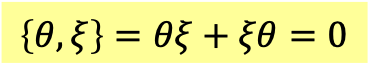 {θ, ξ} = θξ + ξθ = 0